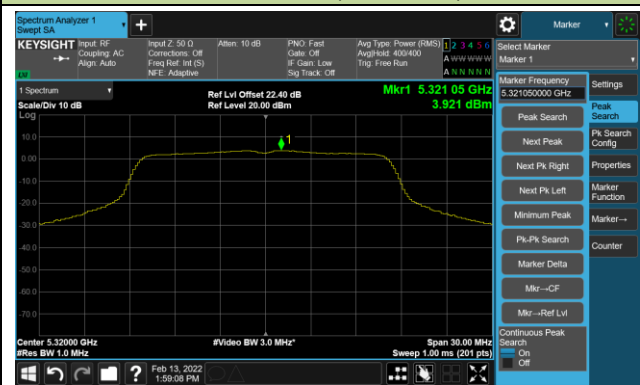 Spectrum Analyzer 1
Swept SA
Marker
KEYSIGHT
Input: RF
Coupling: AC
Align: Auto
Input Z: 50 Ω
Corrections: Off
Freq Ref: Int (S)
NFE: Adaptive
Atten: 10 dB
PNO: Fast
Gate: Off
IF Gain: Low
Sig Track: Off
Avg Type: Power (RMS)
Avg|Hold: 400/400
Trig: Free Run
1 2 3 4 5 6
A W W W W W
A N N N N N
Select Marker
Marker 1
LXI
Marker Frequency
5.321050000 GHz
Settings
1 Spectrum
Scale/Div 10 dB
Log
Ref Lvl Offset 22.40 dB
Ref Level 20.00 dBm
Mkr1 5.321 05 GHz
3.921 dBm
Peak Search
Peak
Search
Next Peak
Pk Search
Config
Next Pk Right
Properties
Next Pk Left
Marker
Function
Minimum Peak
Marker→
Pk-Pk Search
Counter
Marker Delta
Mkr→CF
Mkr→Ref Lvl
Continuous Peak
Search
On
Off
1
10.0
0.00
-10.0
-20.0
-30.0
-40.0
-50.0
-60.0
-70.0
Center 5.32000 GHz
#Res BW 1.0 MHz
#Video BW 3.0 MHz*
Span 30.00 MHz
Sweep 1.00 ms (201 pts)
?
Feb 13, 2022
1:59:08 PM